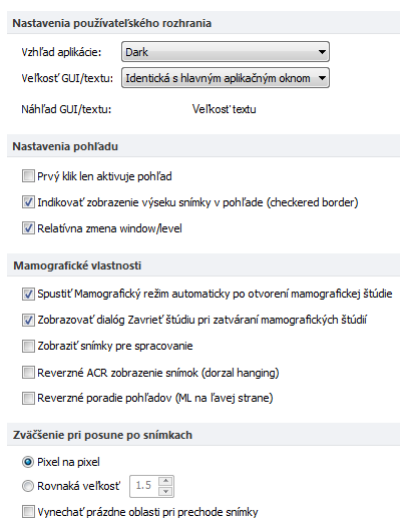 Nastavenia používateľského rozhrania
Vzhľad aplikácie: Dark
Veľkosť GUI/textu: Identická s hlavným aplikačným oknom
Náhľad GUI/textu: Veľkosť textu
Nastavenia pohľadu
Prvý klik len aktivuje pohľad
Indikovať zobrazenie výseku snímky v pohľade (checkered border)
Relatívna zmena window/level
Mamografické vlastnosti
Spustiť Mamografický režim automaticky po otvorení mamografickej štúdie
Zobrazovať dialóg Zavrieť štúdiu pri zatváraní mamografických štúdií
Zobraziť snímky pre spracovanie
Reverzné ACR zobrazenie snímok (dorzal hanging)
Reverzné poradie pohľadov (ML na ľavej strane)
Zväčšenie pri posune po snímkach
Pixel na pixel
Rovnaká veľkosť 1.5
Vynechať prázdne oblasti pri prechode snímky